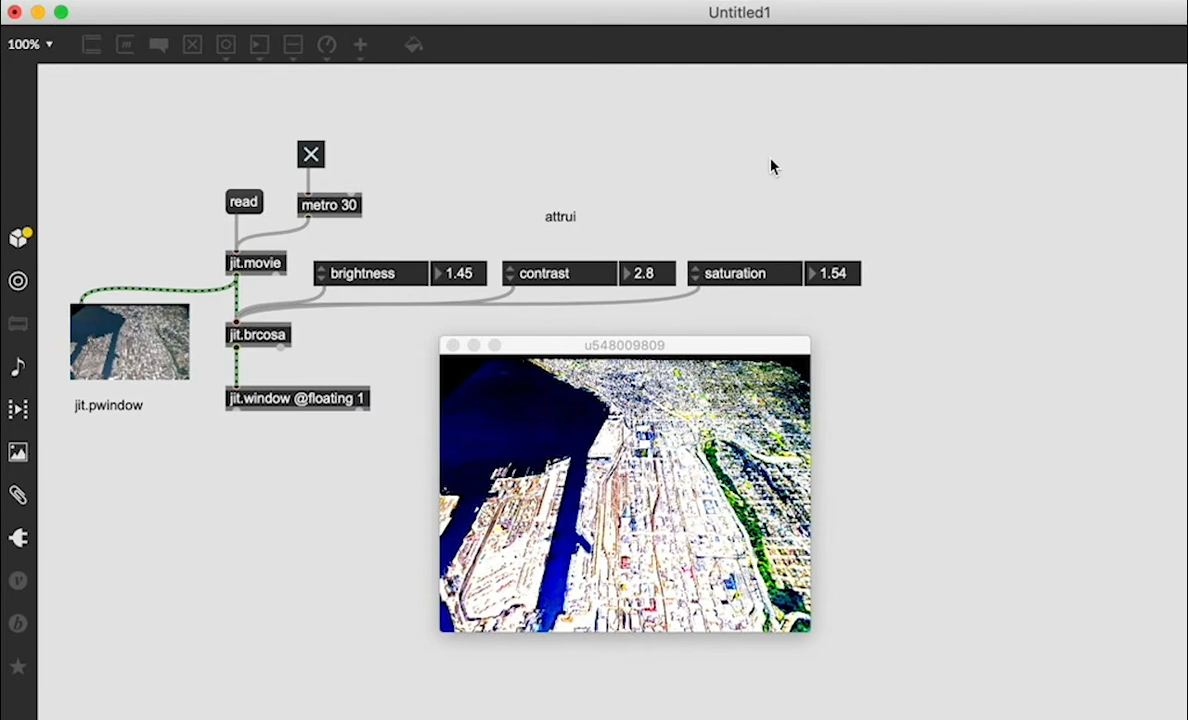 Untitled1
100%
read
metro 30
attrui
jit.movie
brightness 1.45 contrast 2.8 saturation 1.54
jit.brcosa
u548009809
jit.window @floating 1
jit.pwindow